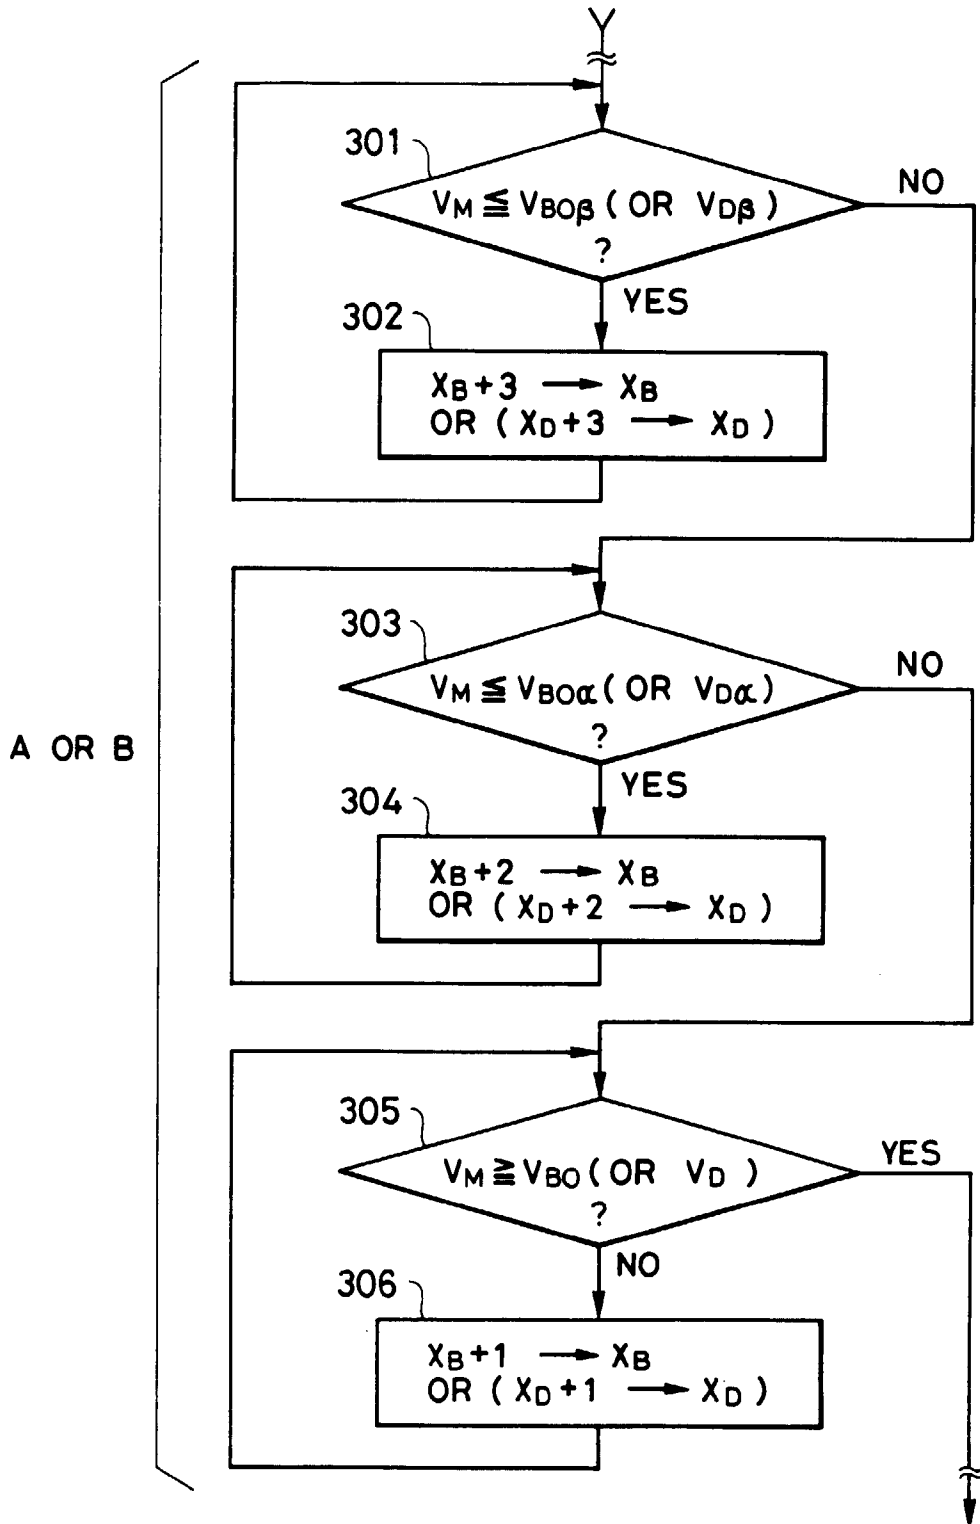 301
NO
V_M ≦ V_BOβ (OR V_Dβ)
?
YES
302
X_B+3 → X_B
OR (X_D+3 → X_D)
303
NO
V_M ≦ V_BOα (OR V_Dα)
?
YES
A OR B
304
X_B+2 → X_B
OR (X_D+2 → X_D)
305
YES
V_M ≧ V_BO (OR V_D )
?
NO
306
X_B+1 → X_B
OR (X_D+1 → X_D)